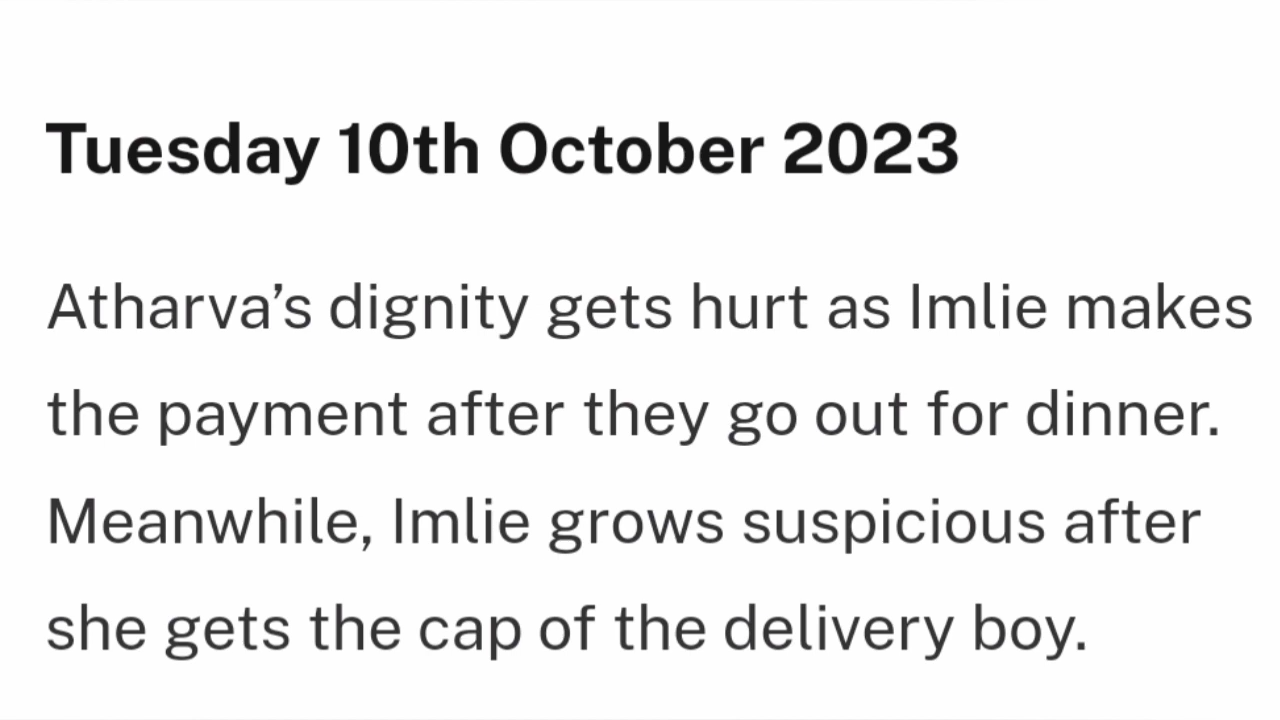 Tuesday 10th October 2023
Atharva’s dignity gets hurt as Imlie makes
the payment after they go out for dinner.
Meanwhile, Imlie grows suspicious after
she gets the cap of the delivery boy.